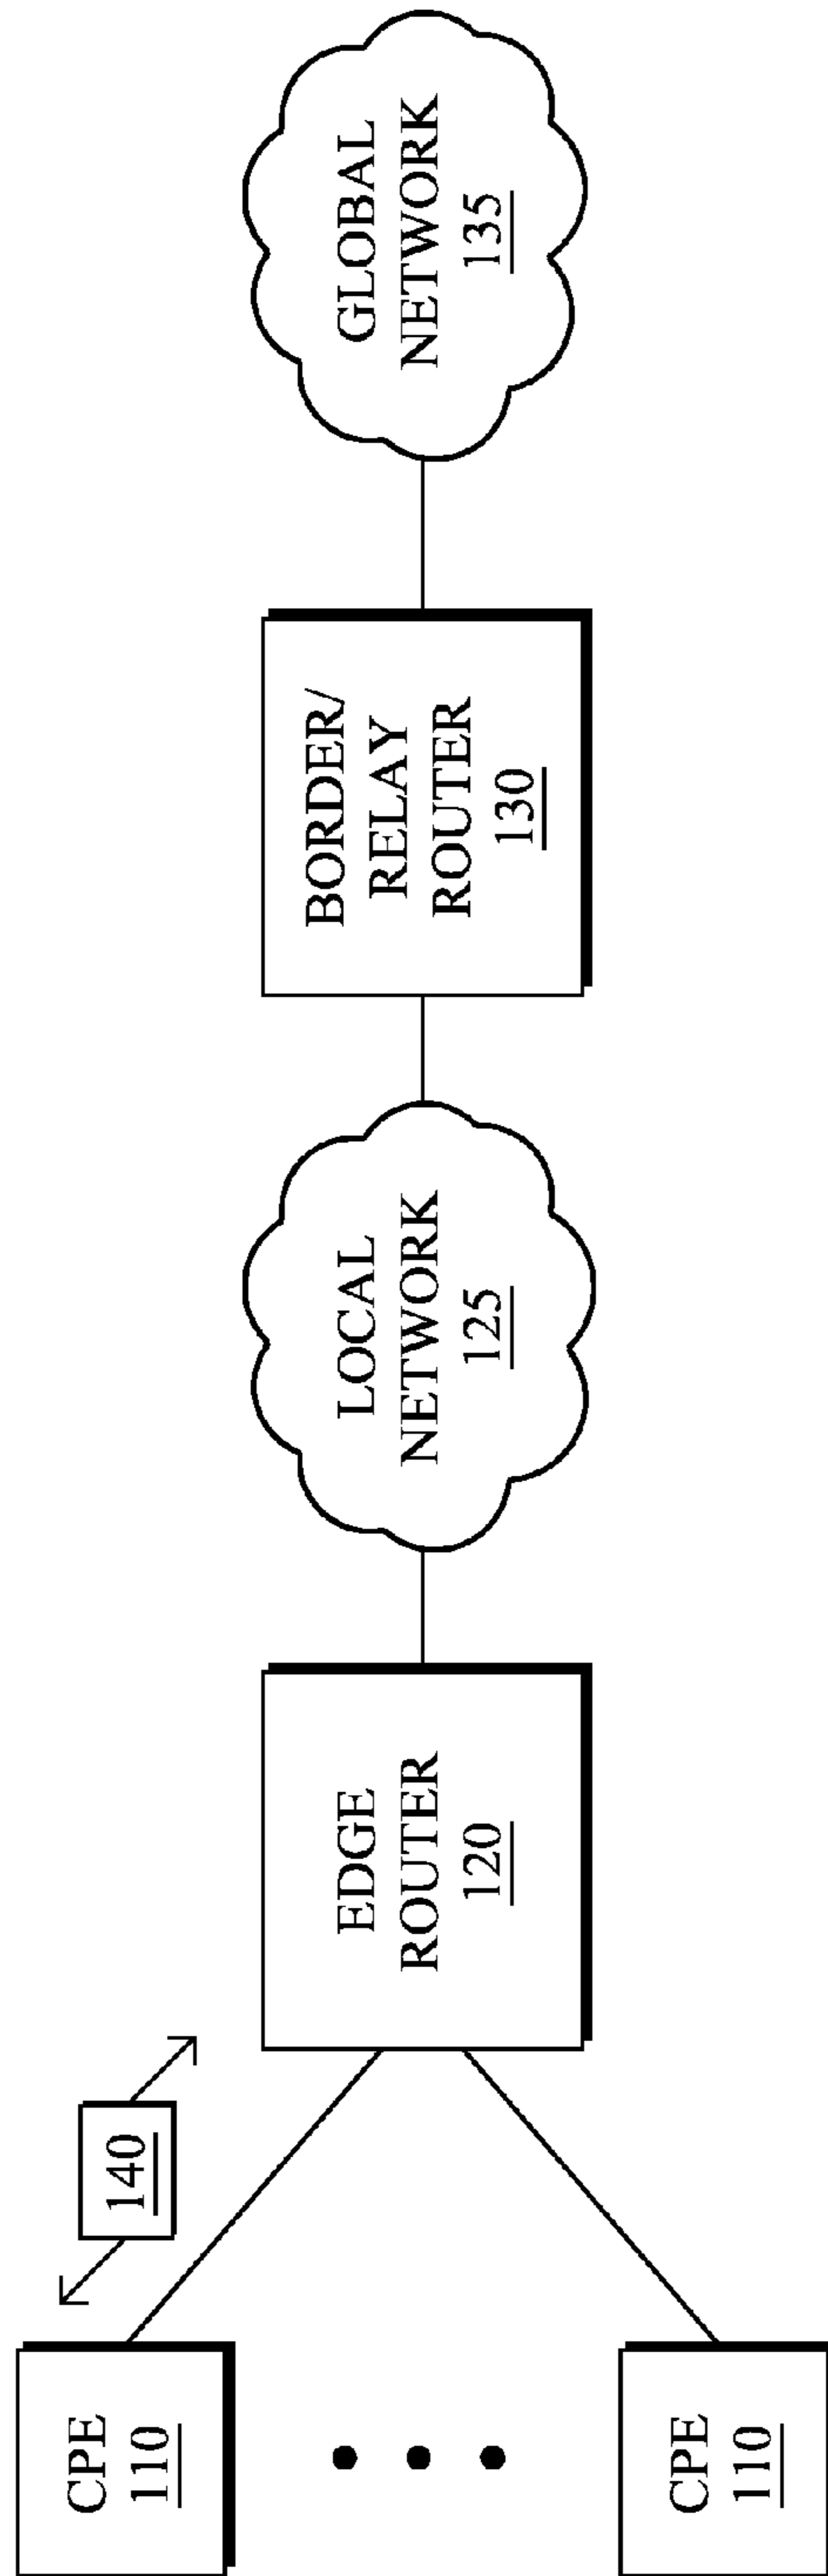 CPE
110
CPE
110
140
EDGE
ROUTER
120
LOCAL
NETWORK
125
BORDER/
RELAY
ROUTER
130
GLOBAL
NETWORK
135